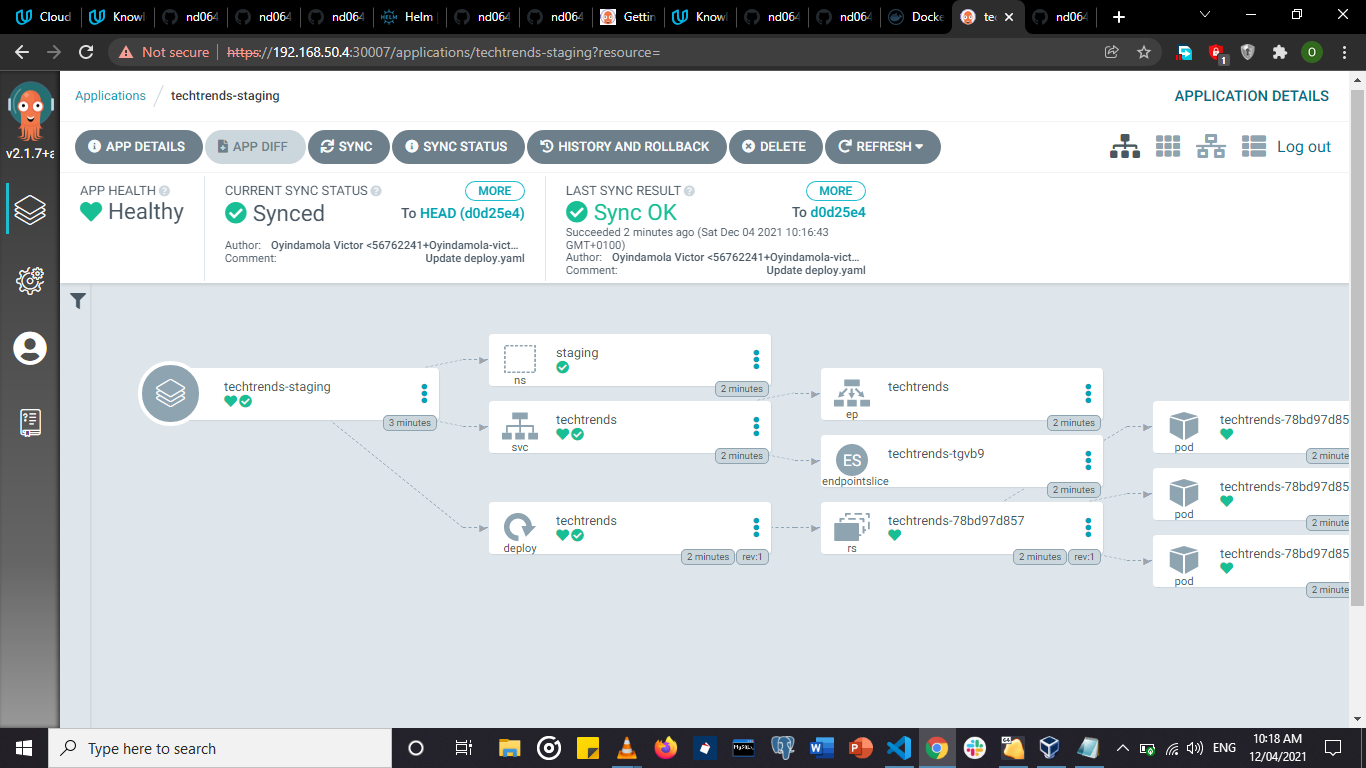 Cloud
Knowl
nd064
nd064
nd064
Helm
nd064
nd064
Gettin
Knowl
nd064
nd064
Docke
te
nd064
Not secure
https://192.168.50.4:30007/applications/techtrends-staging?resource=
1
O
v2.1.7+a
Applications
techtrends-staging
APPLICATION DETAILS
APP DETAILS
APP DIFF
SYNC
SYNC STATUS
HISTORY AND ROLLBACK
DELETE
REFRESH
Log out
APP HEALTH
Healthy
CURRENT SYNC STATUS
MORE
Synced
To HEAD (d0d25e4)
Author: Oyindamola Victor <56762241+Oyindamola-vict...
Comment: Update deploy.yaml
LAST SYNC RESULT
MORE
Sync OK
To d0d25e4
Succeeded 2 minutes ago (Sat Dec 04 2021 10:16:43
GMT+0100)
Author: Oyindamola Victor <56762241+Oyindamola-vict...
Comment: Update deploy.yaml
techtrends-staging
3 minutes
staging
ns
2 minutes
techtrends
svc
2 minutes
techtrends
deploy
2 minutes
rev:1
techtrends
ep
2 minutes
ES
techtrends-tgvb9
endpointslice
2 minutes
techtrends-78bd97d857
rs
2 minutes
rev:1
techtrends-78bd97d85
pod
2 minute
techtrends-78bd97d85
pod
2 minute
techtrends-78bd97d85
pod
2 minute
Type here to search
MySQL
64
ENG
10:18 AM
12/04/2021